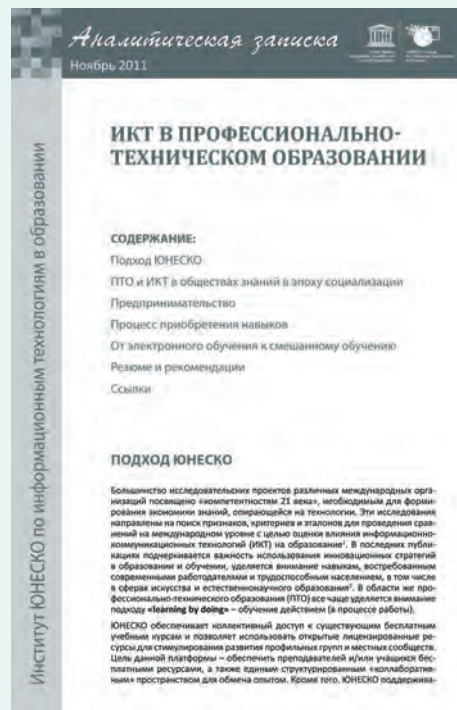 Аналитическая записка
Ноябрь 2011
Институт ЮНЕСКО по информационным технологиям в образовании
ИКТ В ПРОФЕССИОНАЛЬНО-
ТЕХНИЧЕСКОМ ОБРАЗОВАНИИ
СОДЕРЖАНИЕ:
Подход ЮНЕСКО
ПТО и ИКТ в обществах знаний в эпоху социализации
Предпринимательство
Процесс приобретения навыков
От электронного обучения к смешанному обучению
Резюме и рекомендации
Ссылки
ПОДХОД ЮНЕСКО
Большинство исследовательских проектов различных международных орга-
низаций посвящено «компетентностям 21 века», необходимым для форми-
рования экономики знаний, опирающейся на технологии. Эти исследования
направлены на поиск признаков, критериев и эталонов для проведения срав-
нений на международном уровне с целью оценки влияния информационно-
коммуникационных технологий (ИКТ) на образование¹. В последних публи-
кациях подчеркивается важность использования инновационных стратегий
в образовании и обучении, уделяется внимание навыкам, востребованным
современными работодателями и трудоспособным населением, в том числе
в сферах искусства и естественнонаучного образования². В области же про-
фессионально-технического образования (ПТО) все чаще уделяется внимание
подходу «learning by doing» – обучение действием (в процессе работы).
ЮНЕСКО обеспечивает коллективный доступ к существующим бесплатным
учебным курсам и позволяет использовать открытые лицензированные ре-
сурсы для стимулирования развития профильных групп и местных сообществ.
Цель данной платформы – обеспечить преподавателей и/или учащихся бес-
платными ресурсами, а также единым структурированным «коллаборатив-
ным» пространством для обмена опытом. Кроме того, ЮНЕСКО поддержива-